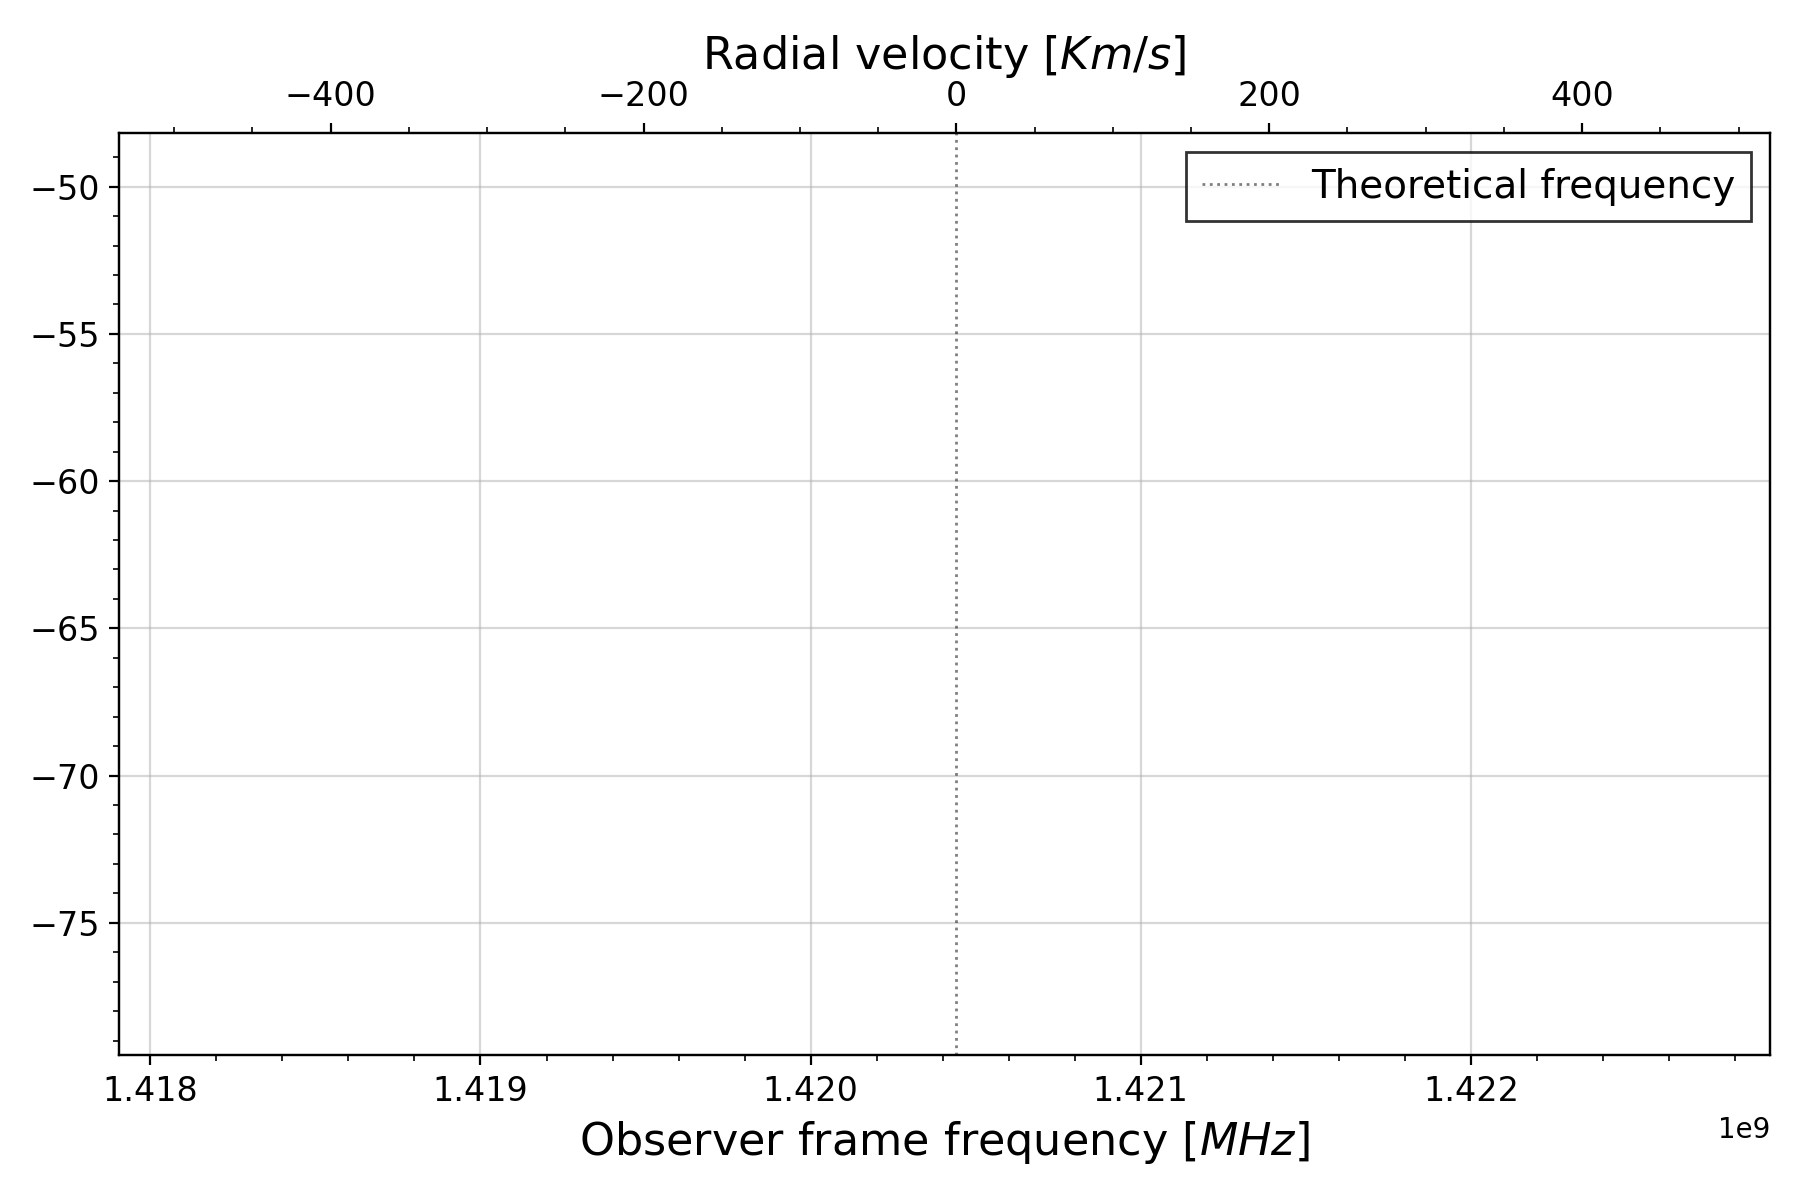 Radial velocity [Km/s]
−400 −200 0 200 400
Theoretical frequency
−50
−55
−60
−65
−70
−75
1.418 1.419 1.420 1.421 1.422
1e9
Observer frame frequency [MHz]